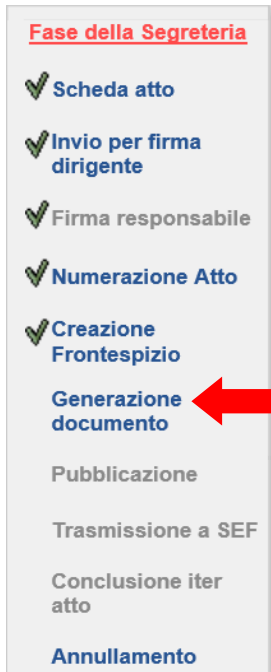 Fase della Segreteria
Scheda atto
Invio per firma
dirigente
Firma responsabile
Numerazione Atto
Creazione
Frontespizio
Generazione
documento
Pubblicazione
Trasmissione a SEF
Conclusione iter
atto
Annullamento